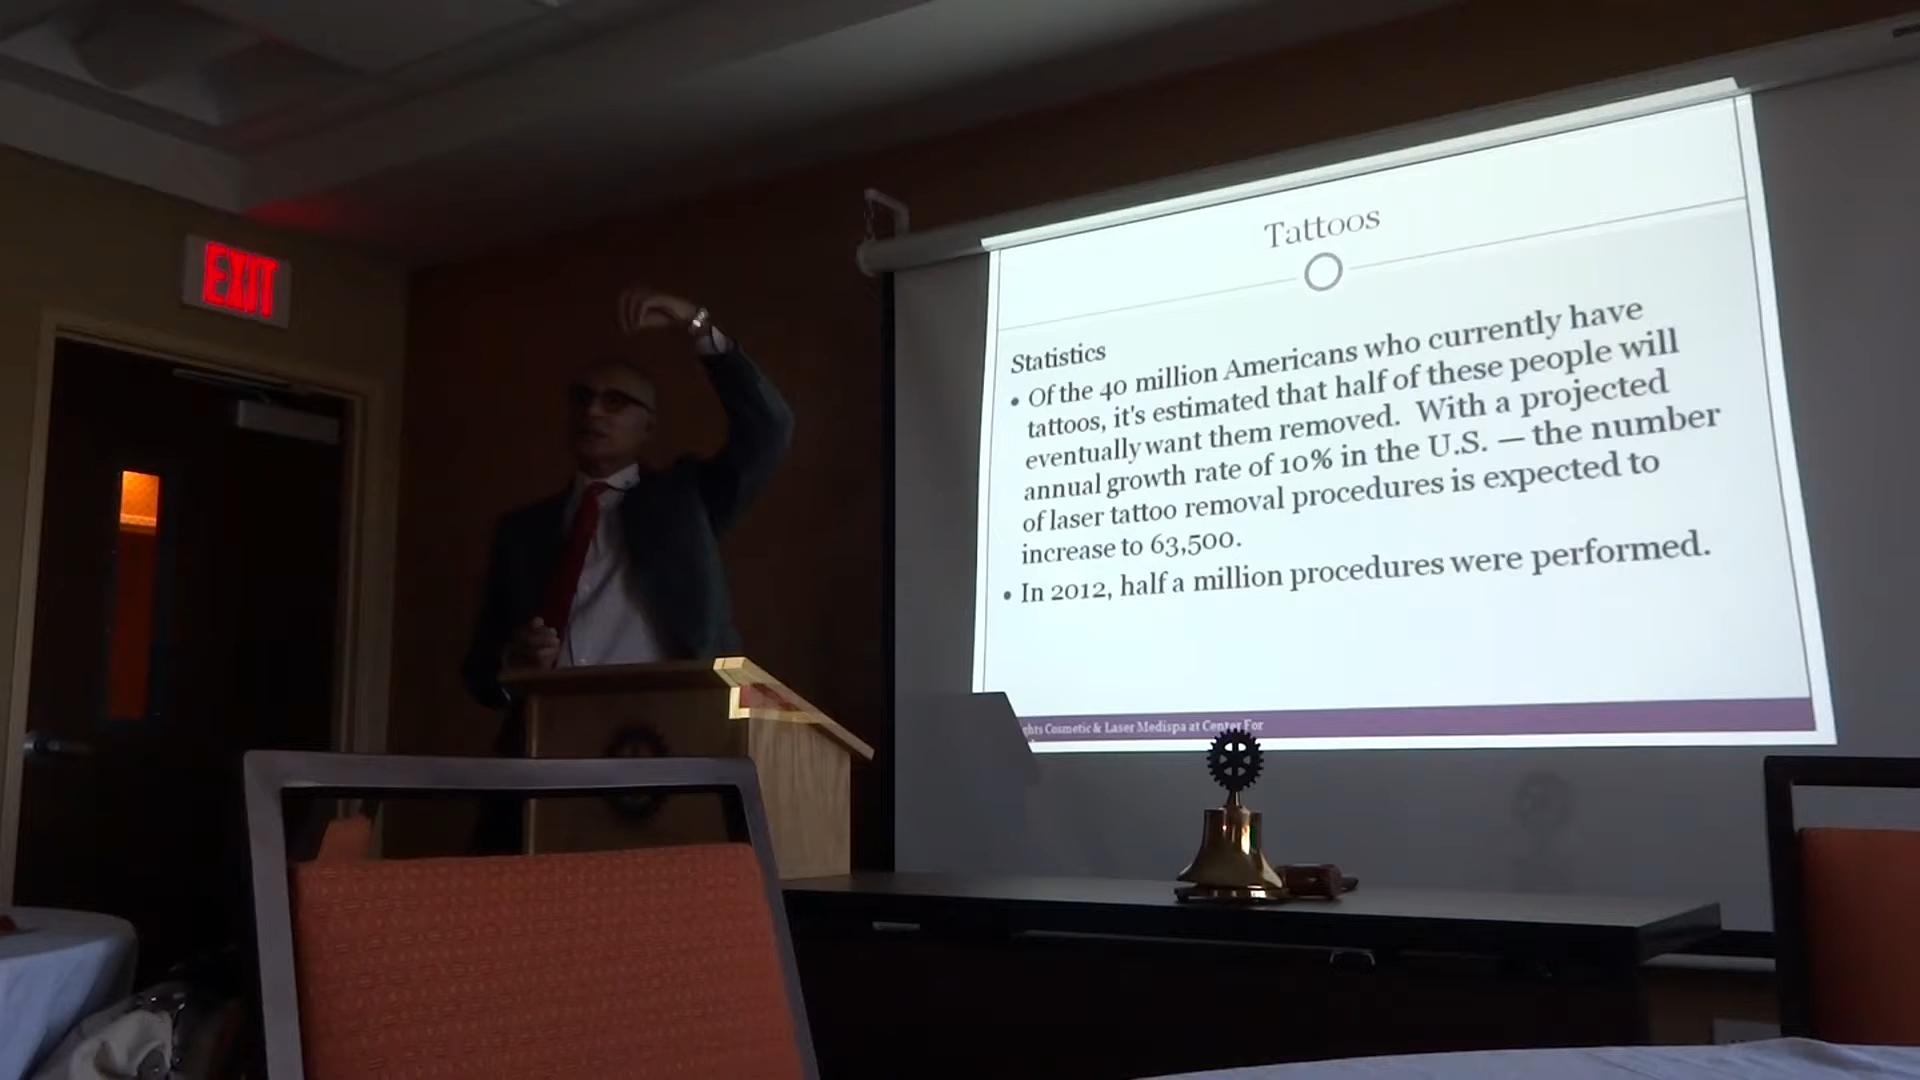 EXIT
Tattoos
Statistics
• Of the 40 million Americans who currently have
tattoos, it's estimated that half of these people will
eventually want them removed. With a projected
annual growth rate of 10% in the U.S. — the number
of laser tattoo removal procedures is expected to
increase to 63,500.
• In 2012, half a million procedures were performed.
Cosmetic & Laser Medispa at Center For